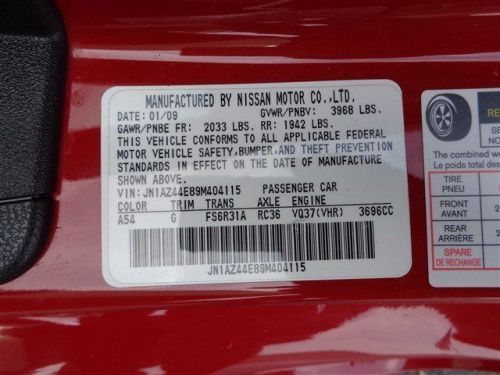 MANUFACTURED BY NISSAN MOTOR CO.,LTD.
DATE: 01/09 GVWR/PNBV: 3968 LBS.
GAWR/PNBE FR: 2033 LBS. RR: 1942 LBS.
THIS VEHICLE CONFORMS TO ALL APPLICABLE FEDERAL
MOTOR VEHICLE SAFETY,BUMPER,AND THEFT PREVENTION
STANDARDS IN EFFECT ON THE DATE OF MANUFACTURE
SHOWN ABOVE.
VIN: JN1AZ44E89M404115 PASSENGER CAR
COLOR TRIM TRANS AXLE ENGINE
A54 G FS6R31A RC36 VQ37(VHR) 3696CC
JN1AZ44E89M404115
The combined
Le poids total des
TIRE
PNEU
FRONT
AVANT
REAR
ARRIÈRE
SPARE
DE RECHANGE